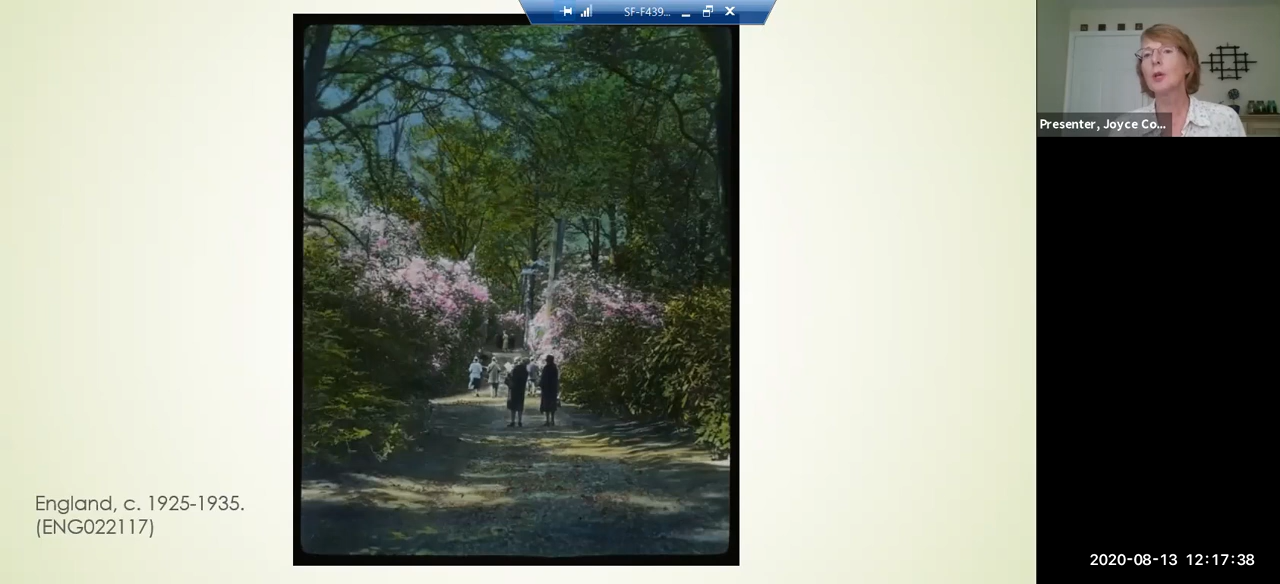 SF-F439...
Presenter, Joyce Co...
England, c. 1925-1935.
(ENG022117)
2020-08-13 12:17:38